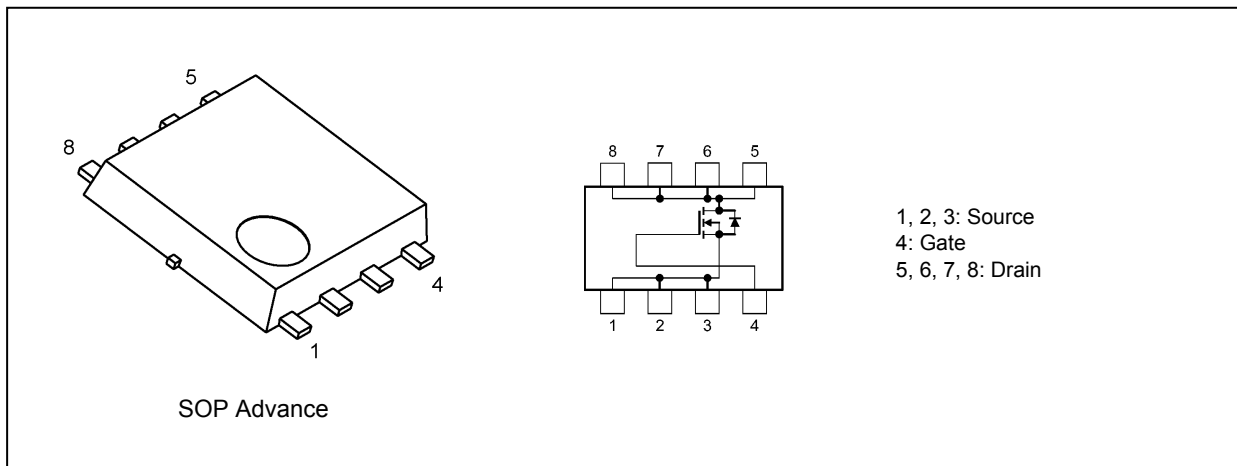 5
8
4
1
SOP Advance
8 7 6 5
1 2 3 4
1, 2, 3: Source
4: Gate
5, 6, 7, 8: Drain